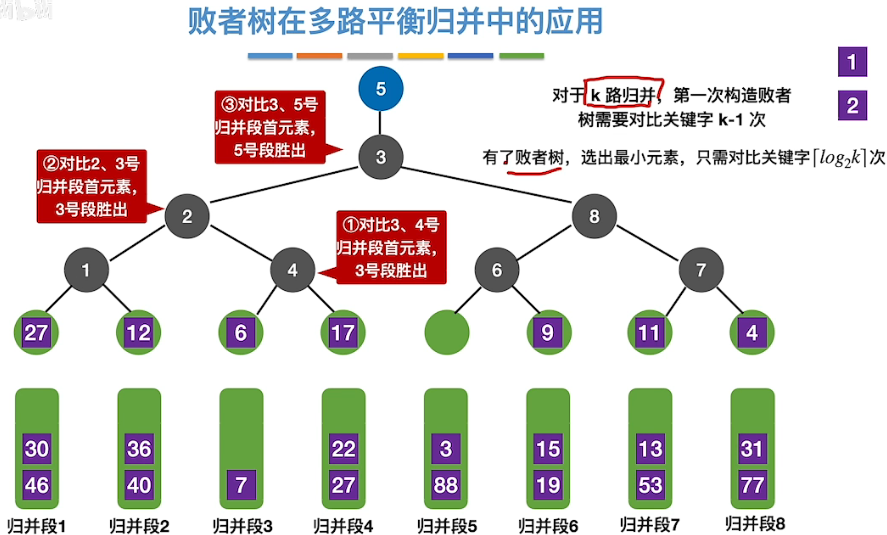 败者树在多路平衡归并中的应用
1
2
对于 k 路归并，第一次构造败者
树需要对比关键字 k-1 次
有了败者树，选出最小元素，只需对比关键字⌈log₂k⌉次
③对比3、5号
归并段首元素，
5号段胜出
②对比2、3号
归并段首元素，
3号段胜出
①对比3、4号
归并段首元素，
3号段胜出
5
3
2 8
1 4 6 7
27 12 6 17 9 11 4
30 36 22 3 15 13 31
46 40 7 27 88 19 53 77
归并段1 归并段2 归并段3 归并段4 归并段5 归并段6 归并段7 归并段8